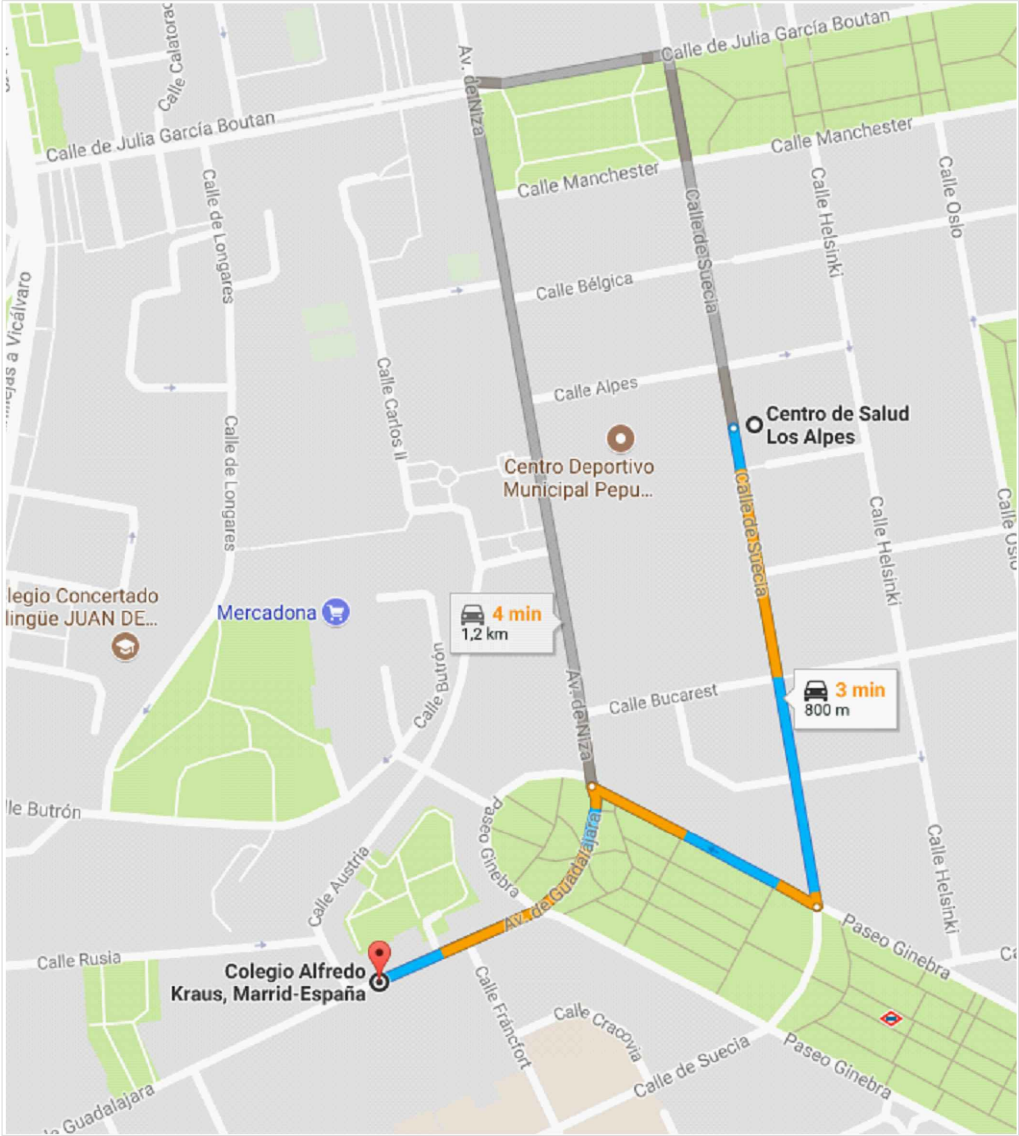 Calle de Julia García Boutan
Calle Calatorao
Av. de Niza
Calle de Julia García Boutan
Calle Manchester
Calle Manchester
Calle de Longares
Calle de Suecia
Calle Helsinki
Calle Oslo
Calle Bélgica
Calle Carlos II
Calle Alpes
Centro de Salud
Los Alpes
Centro Deportivo
Municipal Pepu...
Calle de Longares
Calle de Suecia
Calle Helsinki
legio Concertado
lingüe JUAN DE...
Mercadona
4 min
1,2 km
Calle Butrón
Av. de Niza
Calle Bucarest
3 min
800 m
lle Butrón
Paseo Ginebra
Av. de Guadalajara
Calle Austria
Calle Helsinki
Paseo Ginebra
Calle Rusia
Colegio Alfredo
Kraus, Marrid-España
Calle Fráncfort
Calle Cracovia
Calle de Suecia
Paseo Ginebra
Guadalajara